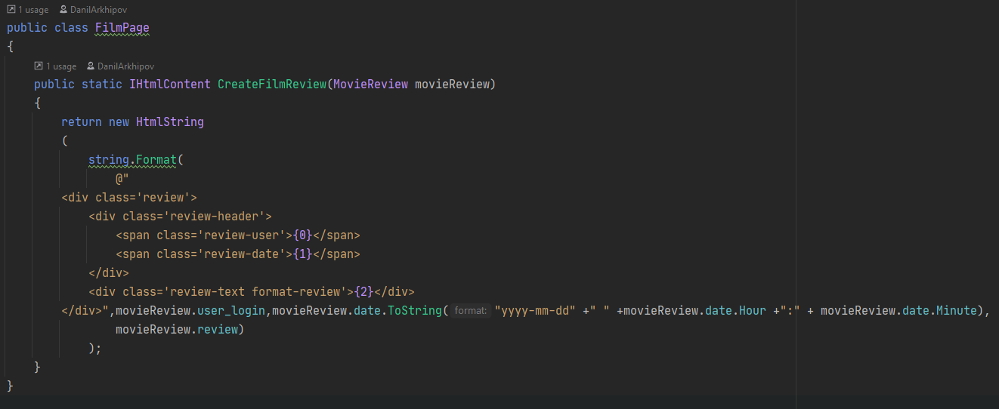 1 usage DanilArkhipov
public class FilmPage
{
1 usage DanilArkhipov
public static IHtmlContent CreateFilmReview(MovieReview movieReview)
{
return new HtmlString
(
string.Format(
@"
<div class='review'>
<div class='review-header'>
<span class='review-user'>{0}</span>
<span class='review-date'>{1}</span>
</div>
<div class='review-text format-review'>{2}</div>
</div>",movieReview.user_login,movieReview.date.ToString( format: "yyyy-mm-dd" +" " +movieReview.date.Hour +":" + movieReview.date.Minute),
movieReview.review)
);
}
}